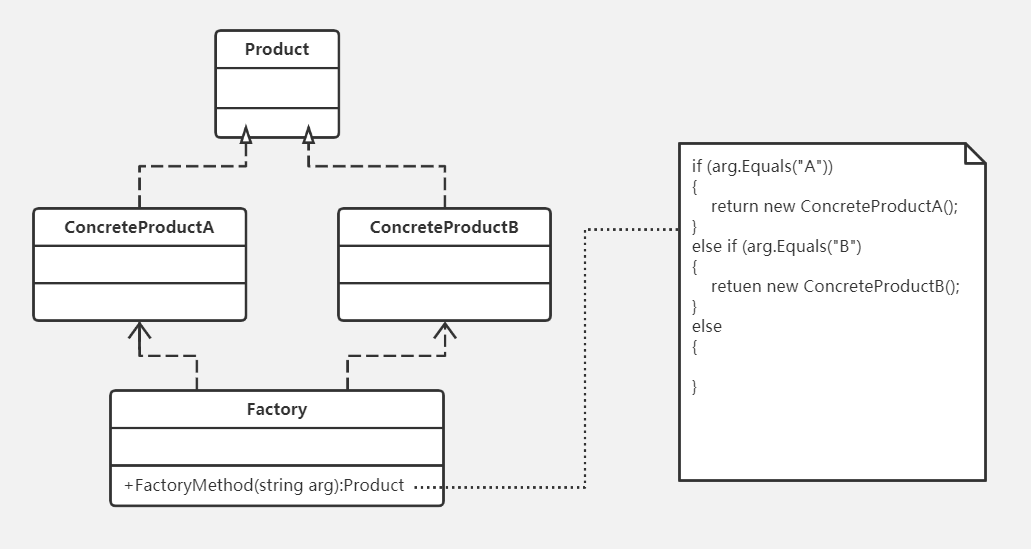 Product
ConcreteProductA
ConcreteProductB
Factory
+FactoryMethod(string arg):Product
if (arg.Equals("A"))
{
return new ConcreteProductA();
}
else if (arg.Equals("B")
{
retuen new ConcreteProductB();
}
else
{
}